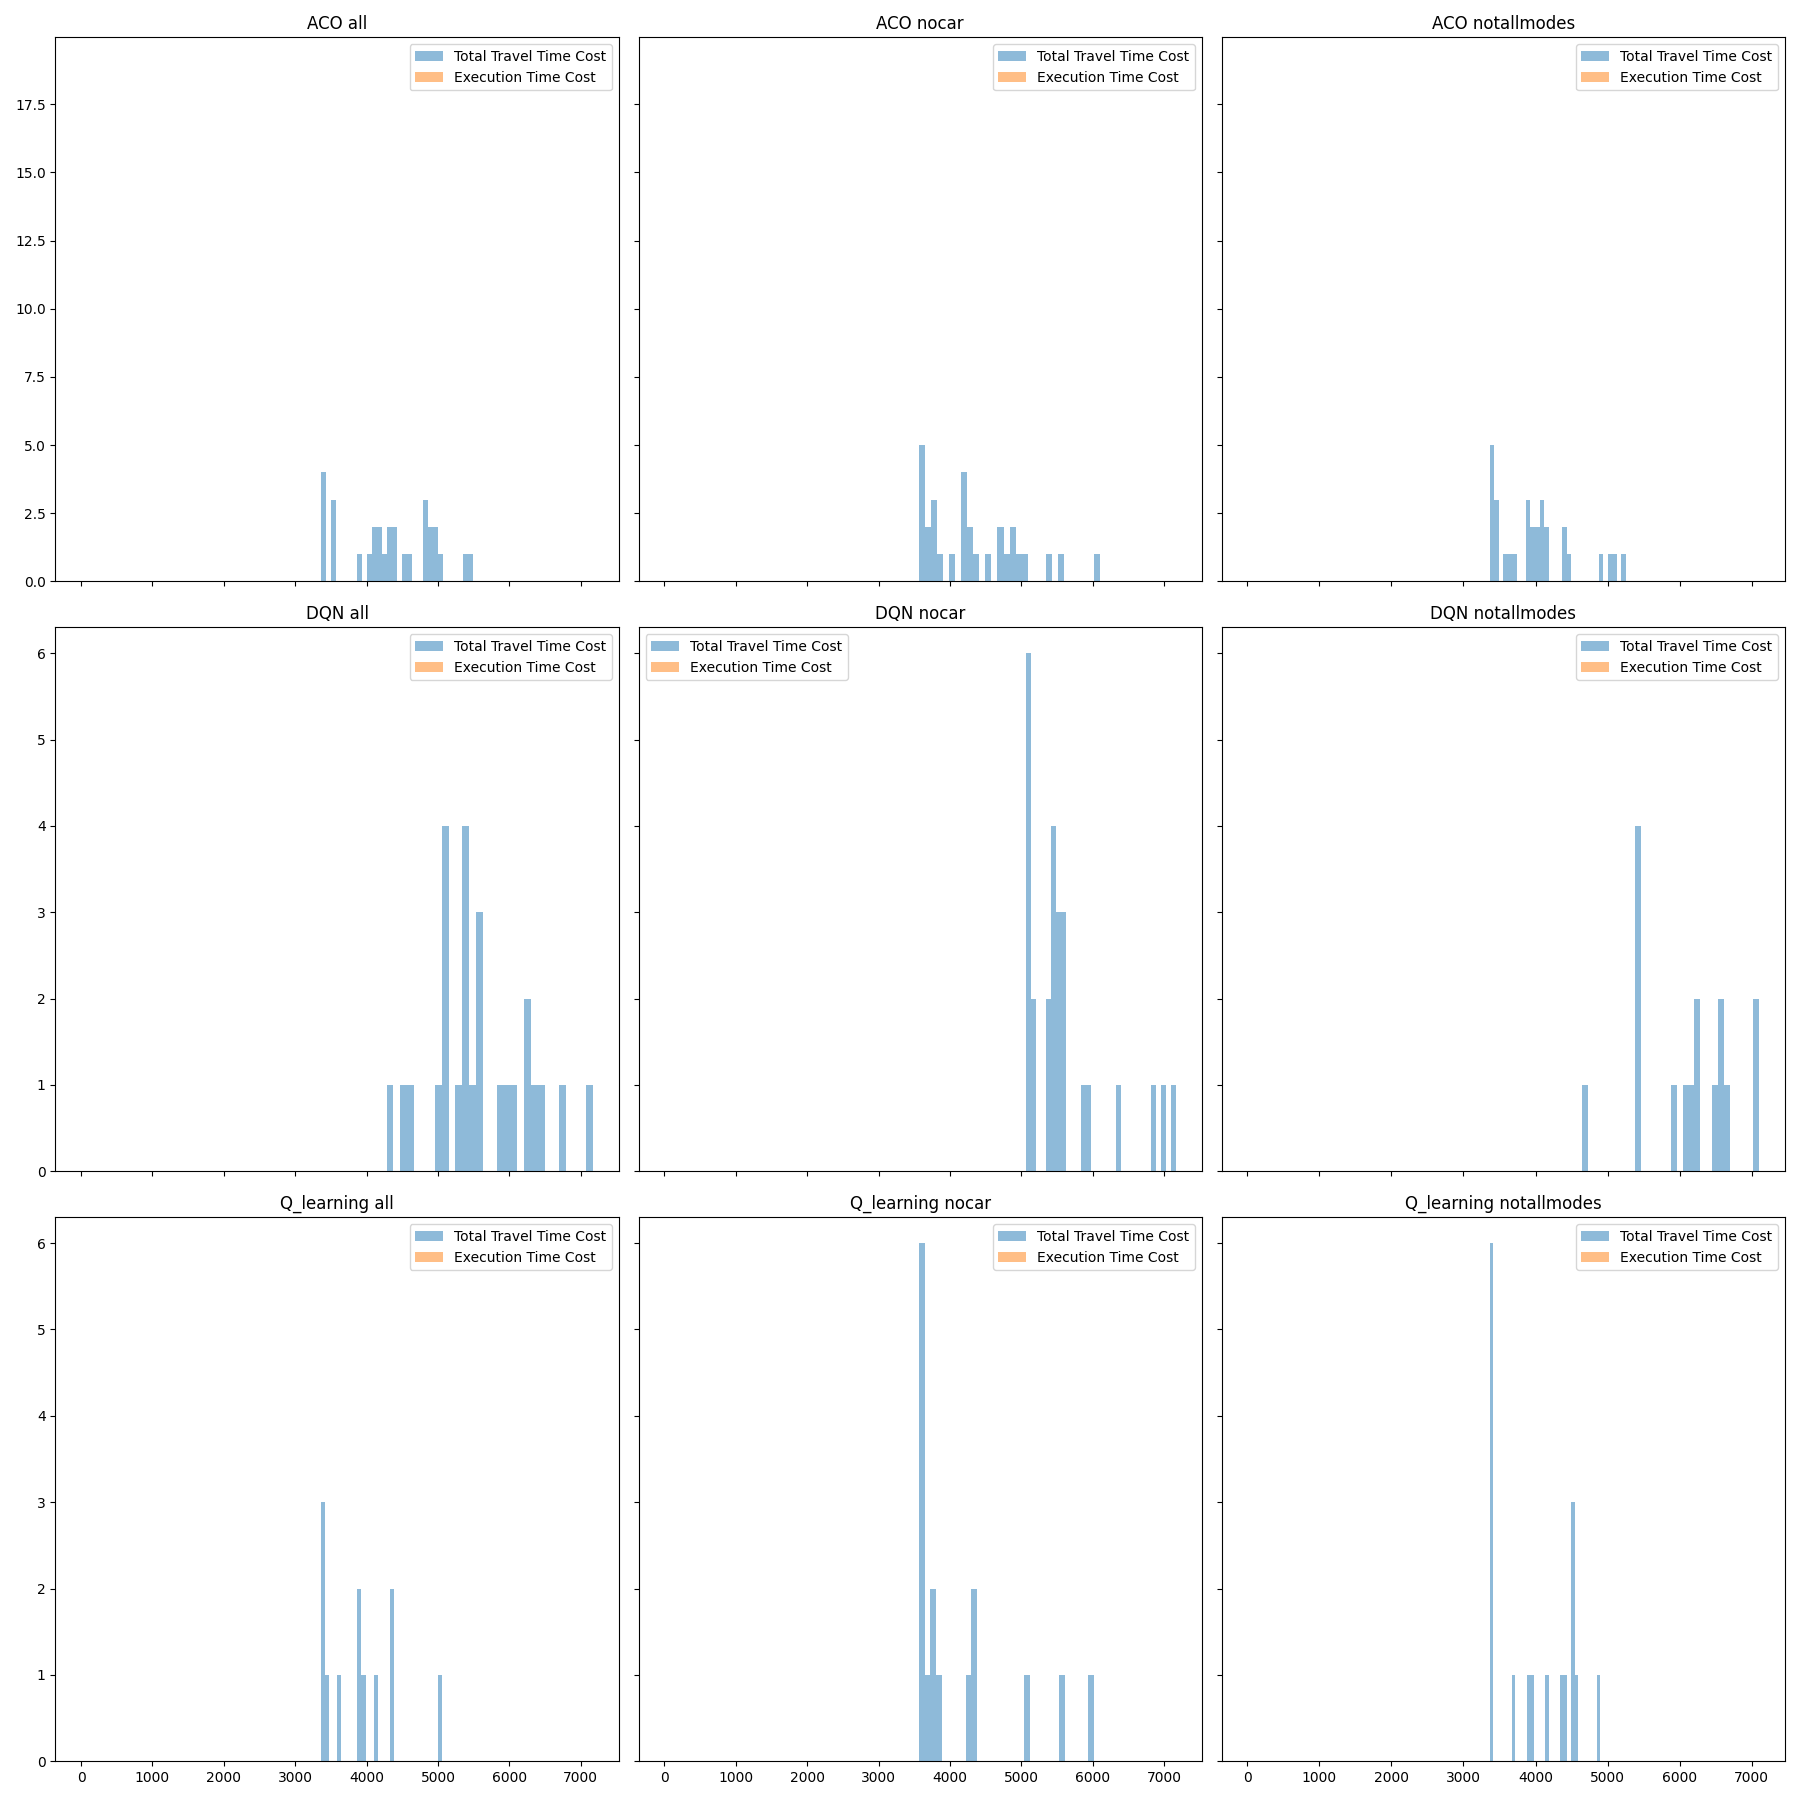 ACO all
ACO nocar
ACO notallmodes
Total Travel Time Cost
Execution Time Cost
Total Travel Time Cost
Execution Time Cost
Total Travel Time Cost
Execution Time Cost
17.5
15.0
12.5
10.0
7.5
5.0
2.5
0.0
DQN all
DQN nocar
DQN notallmodes
Total Travel Time Cost
Execution Time Cost
Total Travel Time Cost
Execution Time Cost
Total Travel Time Cost
Execution Time Cost
6
5
4
3
2
1
0
Q_learning all
Q_learning nocar
Q_learning notallmodes
Total Travel Time Cost
Execution Time Cost
Total Travel Time Cost
Execution Time Cost
Total Travel Time Cost
Execution Time Cost
6
5
4
3
2
1
0
0 1000 2000 3000 4000 5000 6000 7000
0 1000 2000 3000 4000 5000 6000 7000
0 1000 2000 3000 4000 5000 6000 7000